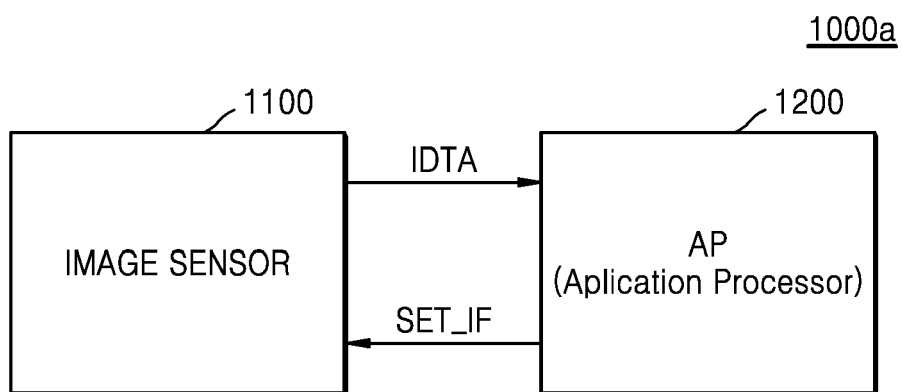 1000a
1100
1200
IDTA
IMAGE SENSOR
AP
(Aplication Processor)
SET_IF